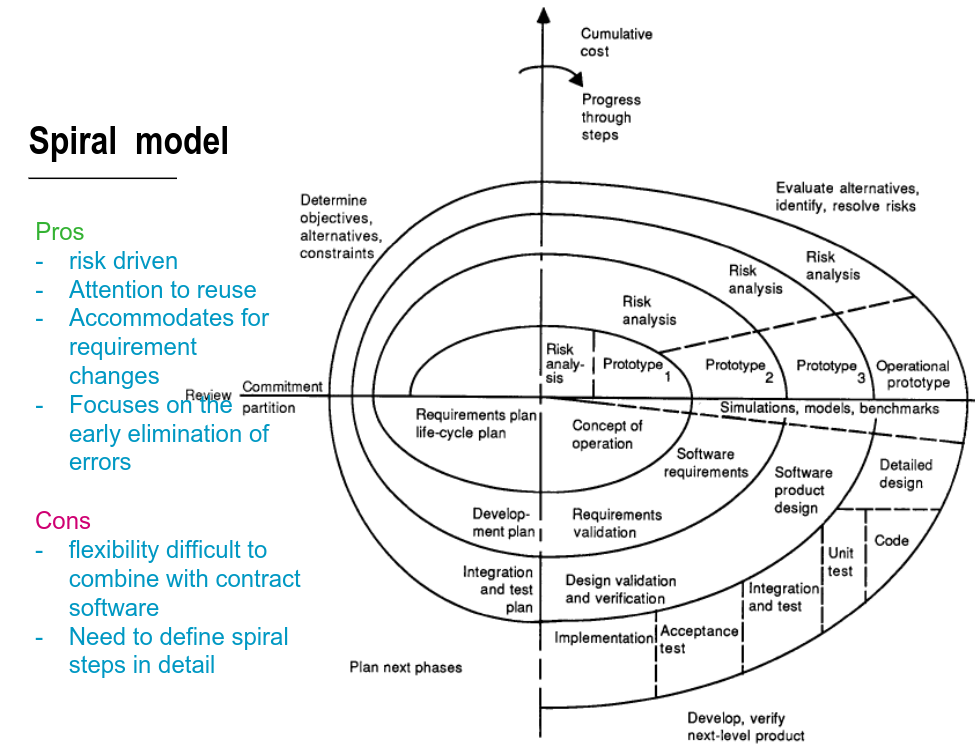 Spiral model
Pros
- risk driven
- Attention to reuse
- Accommodates for
requirement
changes
- Focuses on the
early elimination of
errors
Cons
- flexibility difficult to
combine with contract
software
- Need to define spiral
steps in detail
Cumulative
cost
Progress
through
steps
Determine
objectives,
alternatives,
constraints
Evaluate alternatives,
identify, resolve risks
Risk
analysis
Risk
analysis
Risk
analysis
Risk
analy-
sis
Prototype 1
Prototype 2
Prototype 3
Operational
prototype
Review
Commitment
partition
Simulations, models, benchmarks
Requirements plan
life-cycle plan
Concept of
operation
Software
requirements
Software
product
design
Detailed
design
Develop-
ment plan
Requirements
validation
Code
Unit
test
Integration
and test
plan
Design validation
and verification
Integration
and test
Acceptance
test
Implementation
Plan next phases
Develop, verify
next-level product